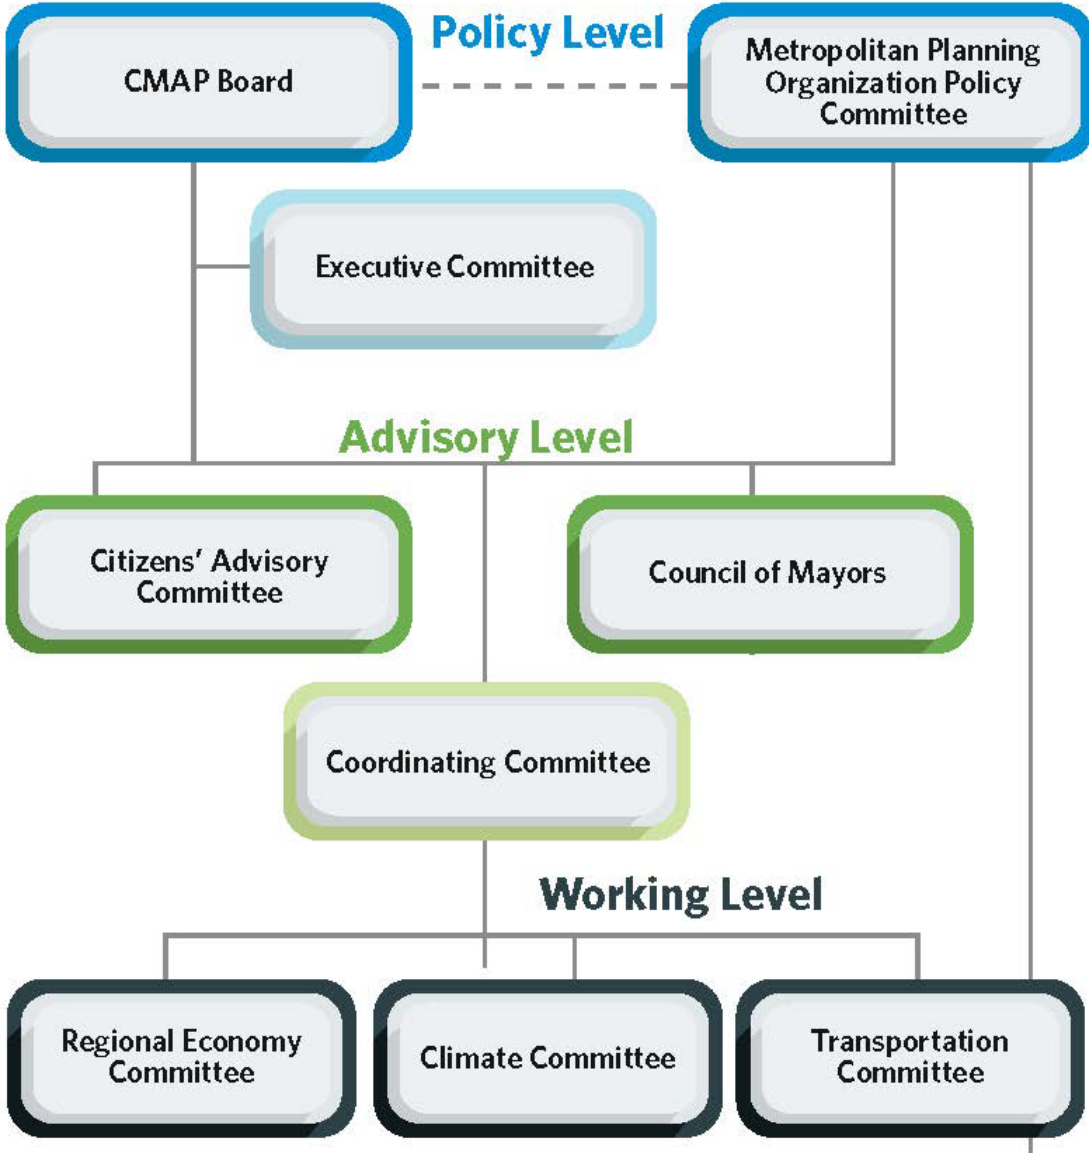 Policy Level
CMAP Board
Metropolitan Planning
Organization Policy
Committee
Executive Committee
Advisory Level
Citizens’ Advisory
Committee
Council of Mayors
Coordinating Committee
Working Level
Regional Economy
Committee
Climate Committee
Transportation
Committee